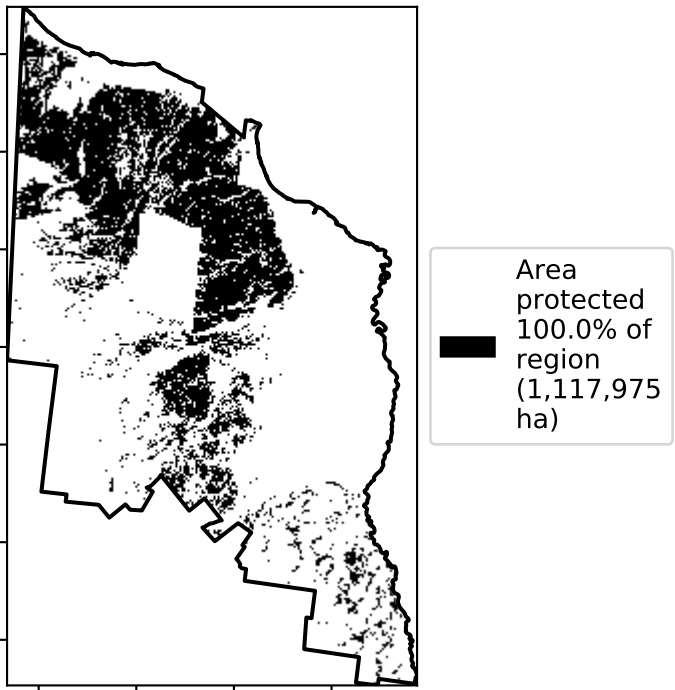 Area
protected
100.0% of
region
(1,117,975
ha)